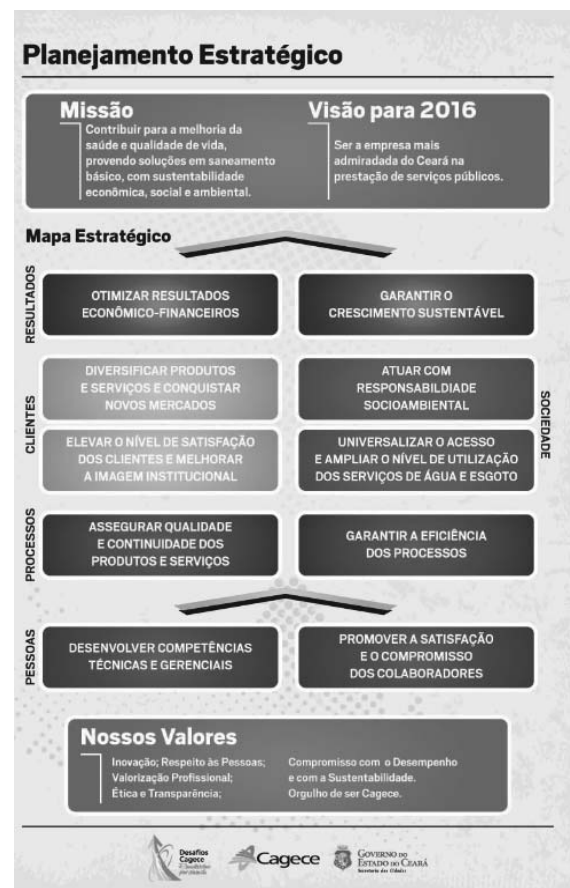 Planejamento Estratégico
Missão
Contribuir para a melhoria da
saúde e qualidade de vida,
provendo soluções em saneamento
básico, com sustentabilidade
econômica, social e ambiental.
Visão para 2016
Ser a empresa mais
admiradada do Ceará na
prestação de serviços públicos.
Mapa Estratégico
RESULTADOS
OTIMIZAR RESULTADOS
ECONÔMICO-FINANCEIROS
GARANTIR O
CRESCIMENTO SUSTENTÁVEL
CLIENTES
DIVERSIFICAR PRODUTOS
E SERVIÇOS E CONQUISTAR
NOVOS MERCADOS
ATUAR COM
RESPONSABILDIADE
SOCIOAMBIENTAL
SOCIEDADE
ELEVAR O NÍVEL DE SATISFAÇÃO
DOS CLIENTES E MELHORAR
A IMAGEM INSTITUCIONAL
UNIVERSALIZAR O ACESSO
E AMPLIAR O NÍVEL DE UTILIZAÇÃO
DOS SERVIÇOS DE ÁGUA E ESGOTO
PROCESSOS
ASSEGURAR QUALIDADE
E CONTINUIDADE DOS
PRODUTOS E SERVIÇOS
GARANTIR A EFICIÊNCIA
DOS PROCESSOS
PESSOAS
DESENVOLVER COMPETÊNCIAS
TÉCNICAS E GERENCIAIS
PROMOVER A SATISFAÇÃO
E O COMPROMISSO
DOS COLABORADORES
Nossos Valores
Inovação; Respeito às Pessoas;
Valorização Profissional;
Ética e Transparência;
Compromisso com o Desempenho
e com a Sustentabilidade.
Orgulho de ser Cagece.
Desafios
Cagece
Cagece
GOVERNO DO
ESTADO DO CEARÁ
Secretaria das Cidades